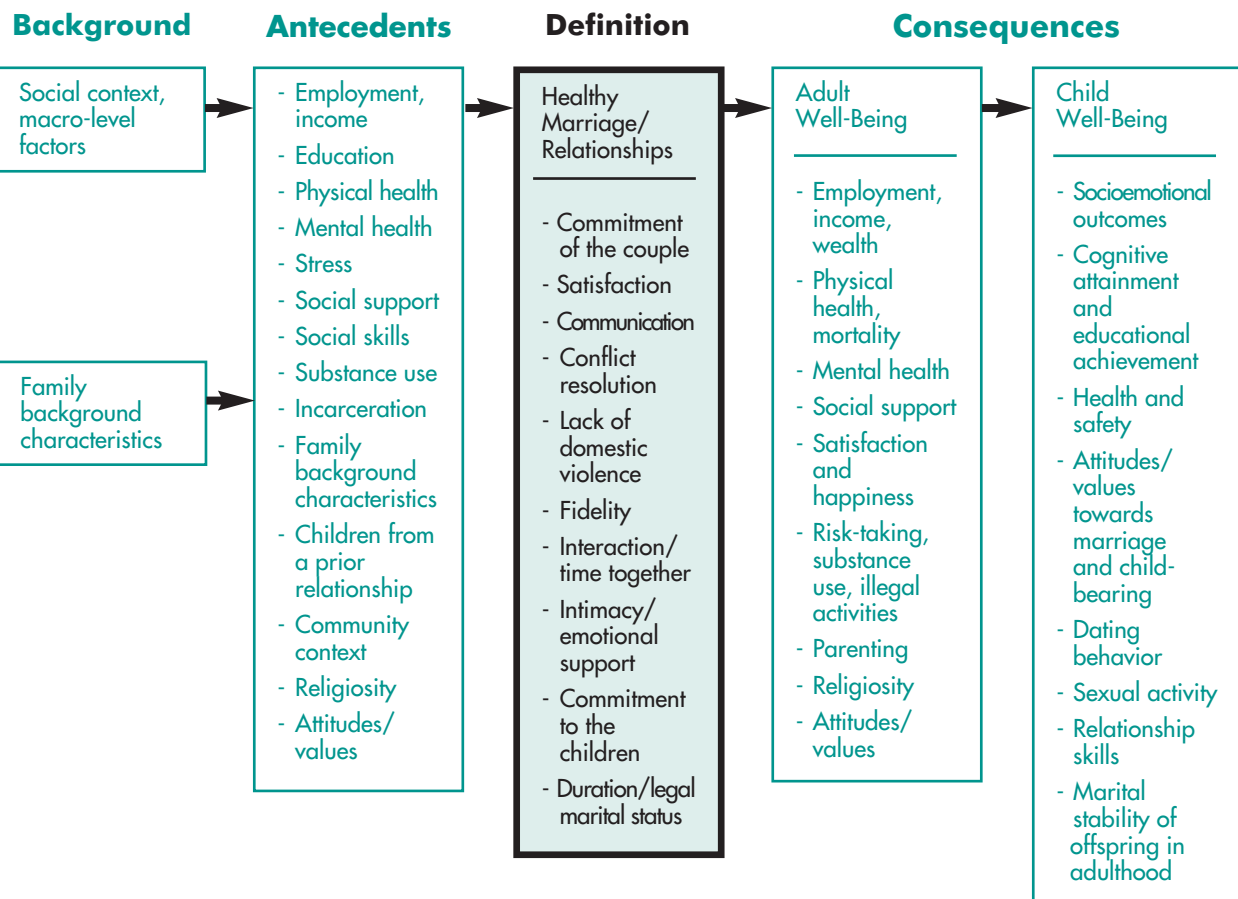 Background
Antecedents
Definition
Consequences
Social context,
macro-level
factors
Family
background
characteristics
- Employment,
income
- Education
- Physical health
- Mental health
- Stress
- Social support
- Social skills
- Substance use
- Incarceration
- Family
background
characteristics
- Children from
a prior
relationship
- Community
context
- Religiosity
- Attitudes/
values
Healthy
Marriage/
Relationships
- Commitment
of the couple
- Satisfaction
- Communication
- Conflict
resolution
- Lack of
domestic
violence
- Fidelity
- Interaction/
time together
- Intimacy/
emotional
support
- Commitment
to the
children
- Duration/legal
marital status
Adult
Well-Being
- Employment,
income,
wealth
- Physical
health,
mortality
- Mental health
- Social support
- Satisfaction
and
happiness
- Risk-taking,
substance
use, illegal
activities
- Parenting
- Religiosity
- Attitudes/
values
Child
Well-Being
- Socioemotional
outcomes
- Cognitive
attainment
and
educational
achievement
- Health and
safety
- Attitudes/
values
towards
marriage
and child-
bearing
- Dating
behavior
- Sexual activity
- Relationship
skills
- Marital
stability of
offspring in
adulthood